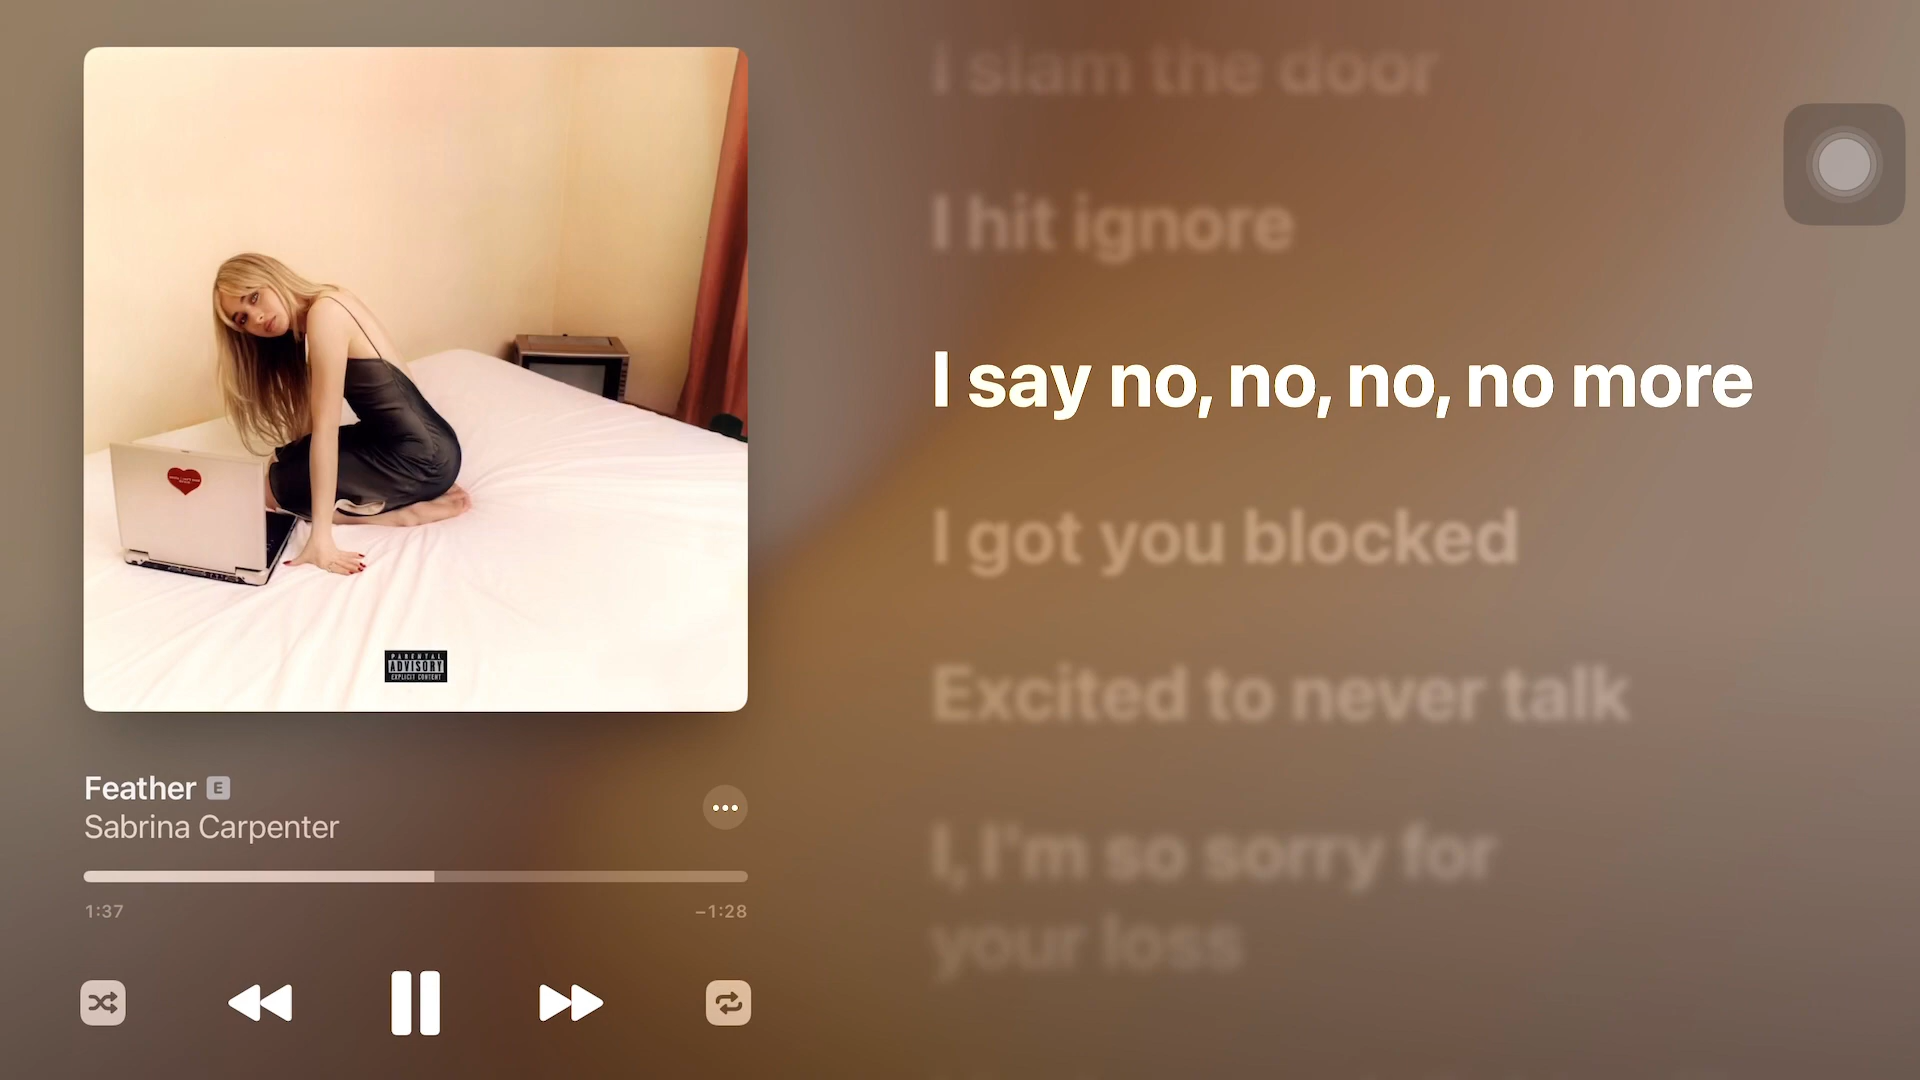 I slam the door
I hit ignore
I say no, no, no, no more
I got you blocked
Excited to never talk
I, I'm so sorry for
your loss
PARENTAL
ADVISORY
EXPLICIT CONTENT
Feather E
Sabrina Carpenter
1:37
−1:28